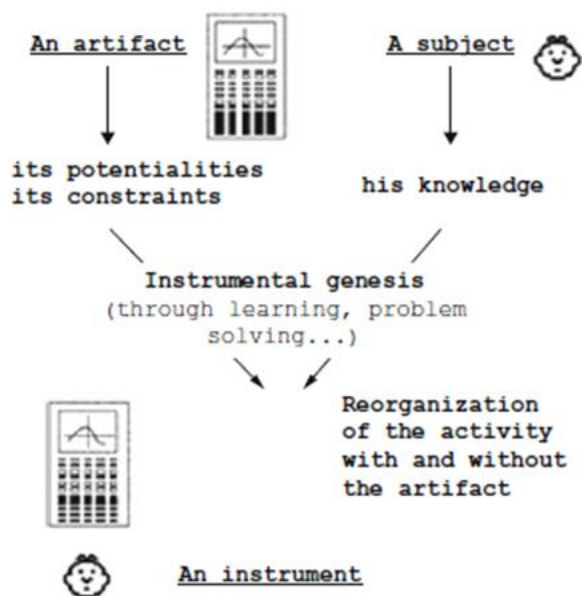 An artifact
A subject
its potentialities
its constraints
his knowledge
Instrumental genesis
(through learning, problem
solving...)
Reorganization
of the activity
with and without
the artifact
An instrument